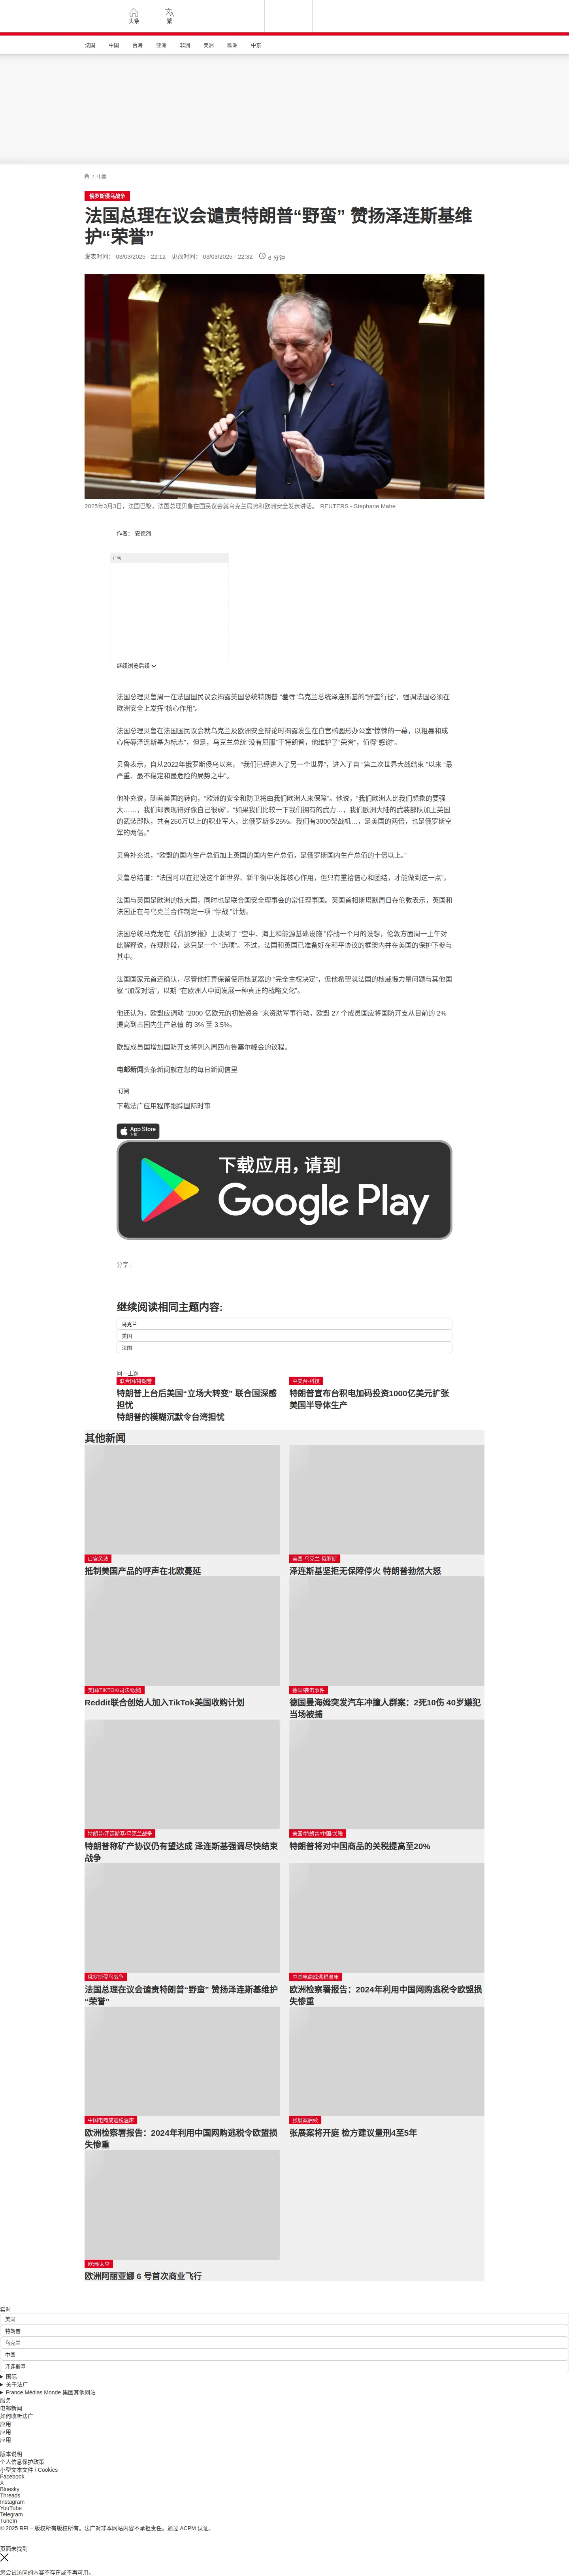 头条
繁
法国
中国
台海
亚洲
非洲
美洲
欧洲
中东
/ 法国
俄罗斯侵乌战争
法国总理在议会谴责特朗普“野蛮” 赞扬泽连斯基维
护“荣誉”
发表时间： 03/03/2025 - 22:12 更改时间： 03/03/2025 - 22:32 6 分钟
2025年3月3日，法国巴黎，法国总理贝鲁在国民议会就乌克兰局势和欧洲安全发表讲话。 REUTERS - Stephane Mahe
作者： 安德烈
广告
继续浏览后续
法国总理贝鲁周一在法国国民议会揭露美国总统特朗普 “羞辱”乌克兰总统泽连斯基的“野蛮行径”，强调法国必须在
欧洲安全上发挥“核心作用”。
法国总理贝鲁在法国国民议会就乌克兰及欧洲安全辩论时揭露发生在白宫椭圆形办公室“惊悚的一幕，以粗暴和成
心侮辱泽连斯基为标志”，但是，乌克兰总统“没有屈服”于特朗普，他维护了“荣誉”，值得“感谢”。
贝鲁表示，自从2022年俄罗斯侵乌以来， “我们已经进入了另一个世界”，进入了自 “第二次世界大战结束 ”以来 “最
严重、最不稳定和最危险的局势之中”。
他补充说，随着美国的转向，“欧洲的安全和防卫将由我们欧洲人来保障”。他说，“我们欧洲人比我们想象的要强
大……，我们却表现得好像自己很弱”，“如果我们比较一下我们拥有的武力…，我们欧洲大陆的武装部队加上英国
的武装部队，共有250万以上的职业军人，比俄罗斯多25%。我们有3000架战机…，是美国的两倍，也是俄罗斯空
军的两倍。”
贝鲁补充说，“欧盟的国内生产总值加上英国的国内生产总值，是俄罗斯国内生产总值的十倍以上。”
贝鲁总结道：“法国可以在建设这个新世界、新平衡中发挥核心作用，但只有重拾信心和团结，才能做到这一点”。
法国与英国是欧洲的核大国，同时也是联合国安全理事会的常任理事国。英国首相斯塔默周日在伦敦表示，英国和
法国正在与乌克兰合作制定一项 “停战 ”计划。
法国总统马克龙在《费加罗报》上谈到了 “空中、海上和能源基础设施 ”停战一个月的设想，伦敦方面周一上午对
此解释说，在现阶段，这只是一个 “选项”。不过，法国和英国已准备好在和平协议的框架内并在美国的保护下参与
其中。
法国国家元首还确认，尽管他打算保留使用核武器的 “完全主权决定”，但他希望就法国的核威慑力量问题与其他国
家 “加深对话”，以期 “在欧洲人中间发展一种真正的战略文化”。
他还认为，欧盟应调动 “2000 亿欧元的初始资金 ”来资助军事行动，欧盟 27 个成员国应将国防开支从目前的 2%
提高到占国内生产总值 的 3% 至 3.5%。
欧盟成员国增加国防开支将列入周四布鲁塞尔峰会的议程。
电邮新闻头条新闻就在您的每日新闻信里
订阅
下载法广应用程序跟踪国际时事
App Store
下载
下载应用，请到
Google Play
分享 :
继续阅读相同主题内容:
乌克兰
美国
法国
同一主题
联合国/特朗普
特朗普上台后美国“立场大转变” 联合国深感
担忧
特朗普的模糊沉默令台湾担忧
中美台-科技
特朗普宣布台积电加码投资1000亿美元扩张
美国半导体生产
其他新闻
白宫风波
抵制美国产品的呼声在北欧蔓延
美国-乌克兰-俄罗斯
泽连斯基坚拒无保障停火 特朗普勃然大怒
美国/TIKTOK/司法/收购
Reddit联合创始人加入TikTok美国收购计划
德国/袭击事件
德国曼海姆突发汽车冲撞人群案：2死10伤 40岁嫌犯
当场被捕
特朗普/泽连斯基/乌克兰战争
特朗普称矿产协议仍有望达成 泽连斯基强调尽快结束
战争
美国/特朗普/中国/关税
特朗普将对中国商品的关税提高至20%
俄罗斯侵乌战争
法国总理在议会谴责特朗普“野蛮” 赞扬泽连斯基维护
“荣誉”
中国电商成逃税温床
欧洲检察署报告：2024年利用中国网购逃税令欧盟损
失惨重
中国电商成逃税温床
欧洲检察署报告：2024年利用中国网购逃税令欧盟损
失惨重
张展案后续
张展案将开庭 检方建议量刑4至5年
欧洲/太空
欧洲阿丽亚娜 6 号首次商业飞行
实时
美国
特朗普
乌克兰
中国
泽连斯基
国际
关于法广
France Médias Monde 集团其他网站
服务
电邮新闻
如何收听法广
应用
应用
应用
版本说明
个人信息保护政策
小型文本文件 / Cookies
Facebook
X
Bluesky
Threads
Instagram
YouTube
Telegram
TuneIn
© 2025 RFI – 版权所有版权所有。法广对非本网站内容不承担责任。通过 ACPM 认证。
页面未找到
您尝试访问的内容不存在或不再可用。